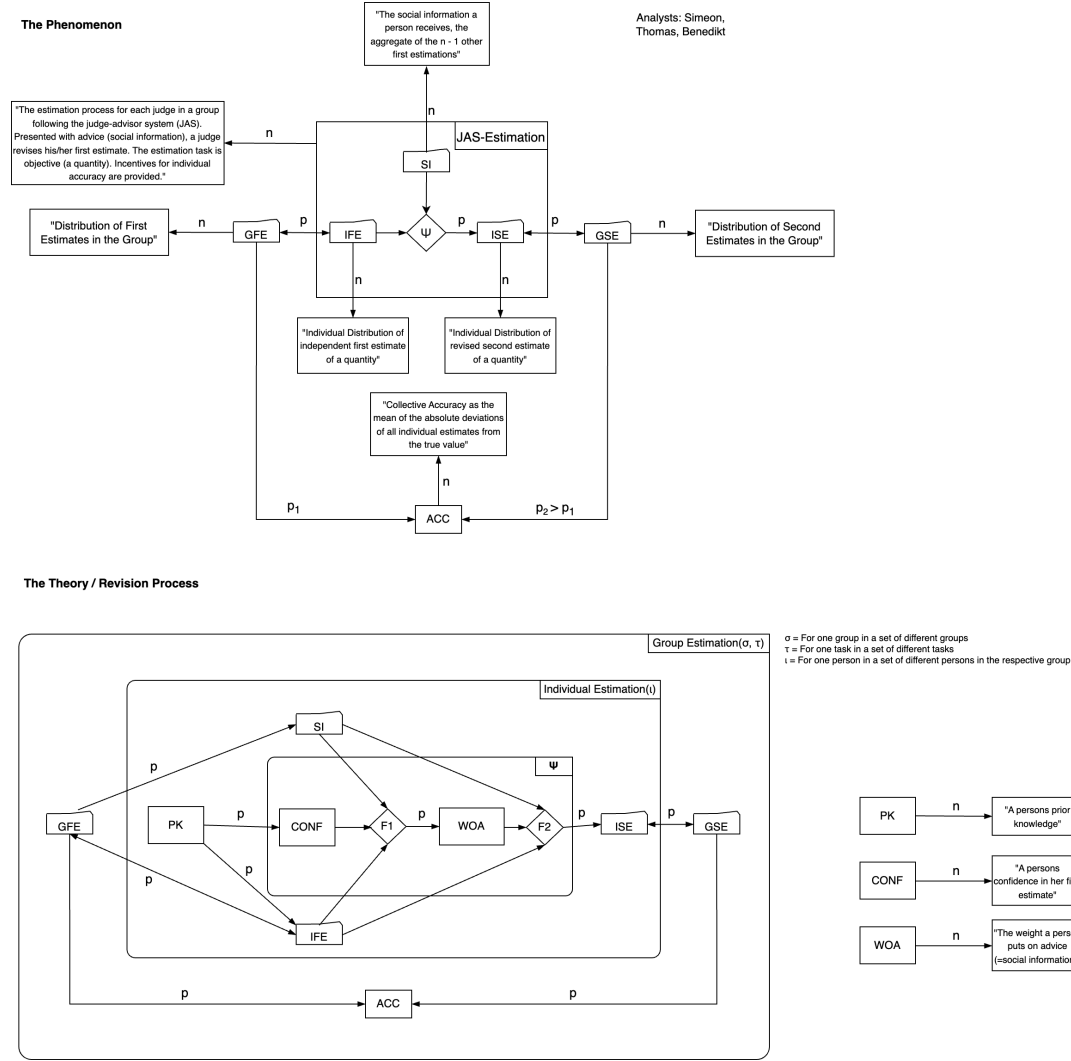 The Phenomenon
"The social information a
person receives, the
aggregate of the n - 1 other
first estimations"
Analysts: Simeon,
Thomas, Benedikt
n
"The estimation process for each judge in a group
following the judge-advisor system (JAS).
Presented with advice (social information), a judge
revises his/her first estimate. The estimation task is
objective (a quantity). Incentives for individual
accuracy are provided."
n
JAS-Estimation
SI
"Distribution of First
Estimates in the Group"
n
GFE
p
IFE
Ψ
p
ISE
p
GSE
n
"Distribution of Second
Estimates in the Group"
n
n
"Individual Distribution of
independent first estimate
of a quantity"
"Individual Distribution of
revised second estimate
of a quantity"
"Collective Accuracy as the
mean of the absolute deviations
of all individual estimates from
the true value"
n
p₁
ACC
p₂ > p₁
The Theory / Revision Process
Group Estimation(σ, τ)
σ = For one group in a set of different groups
τ = For one task in a set of different tasks
ι = For one person in a set of different persons in the respective group
Individual Estimation(ι)
SI
p
Ψ
GFE
PK
p
CONF
F1
p
WOA
F2
p
ISE
p
GSE
p
p
IFE
p
ACC
p
PK
n
"A persons prior
knowledge"
CONF
n
"A persons
confidence in her
estimate"
WOA
n
"The weight a
puts on advice
(=social information